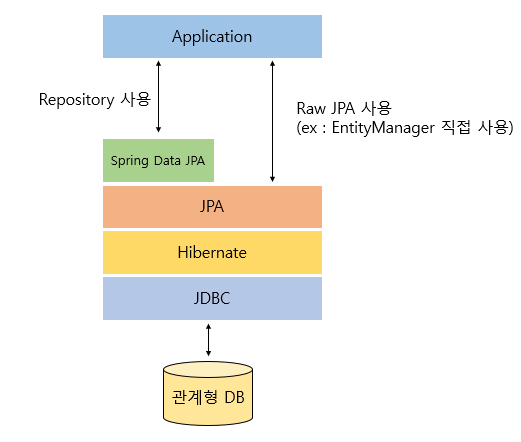 Application
Repository 사용
Raw JPA 사용
(ex : EntityManager 직접 사용)
Spring Data JPA
JPA
Hibernate
JDBC
관계형 DB